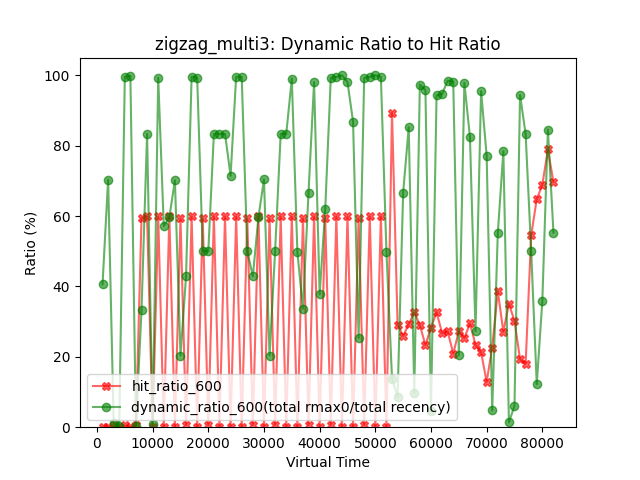 zigzag_multi3: Dynamic Ratio to Hit Ratio
Ratio (%)
100
80
60
40
20
0
hit_ratio_600
dynamic_ratio_600(total rmax0/total recency)
0 10000 20000 30000 40000 50000 60000 70000 80000
Virtual Time